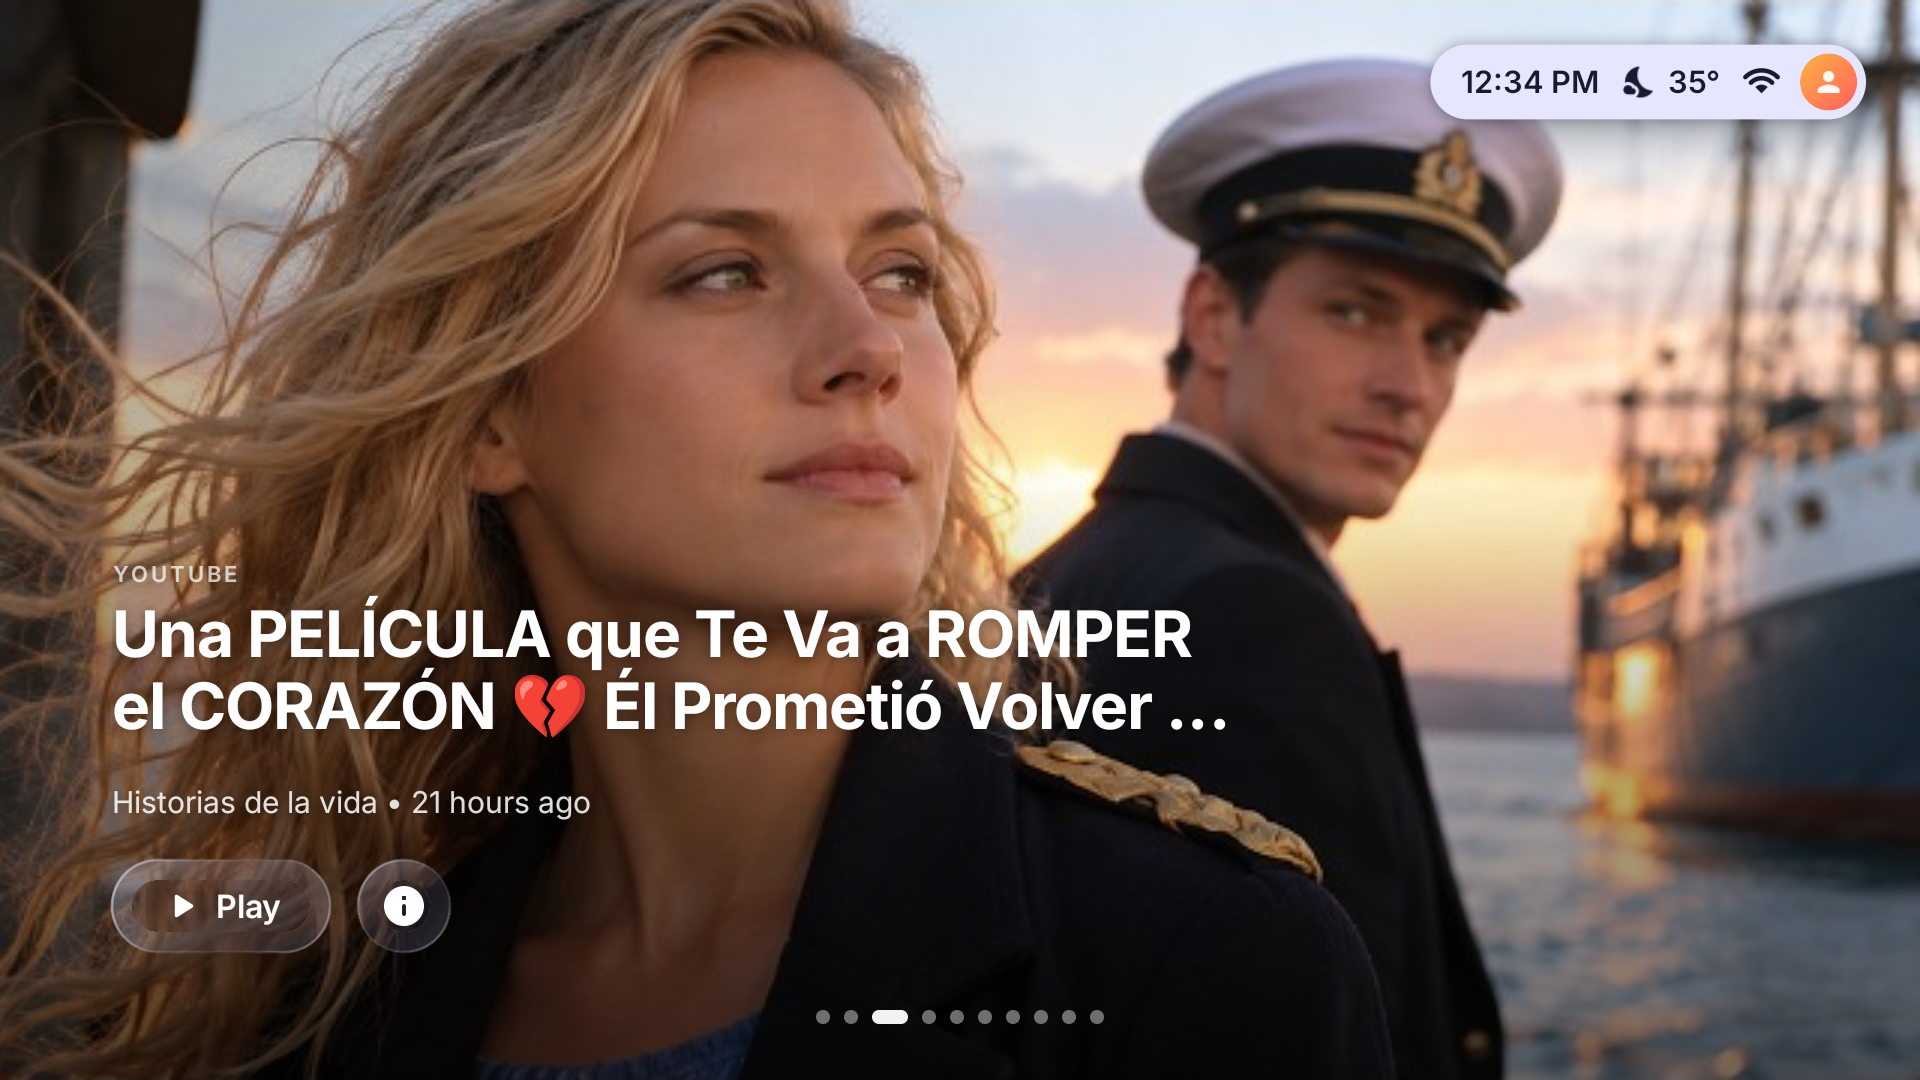 12:34 PM 35°
YOUTUBE
Una PELÍCULA que Te Va a ROMPER
el CORAZÓN 💔 Él Prometió Volver ...
Historias de la vida • 21 hours ago
Play